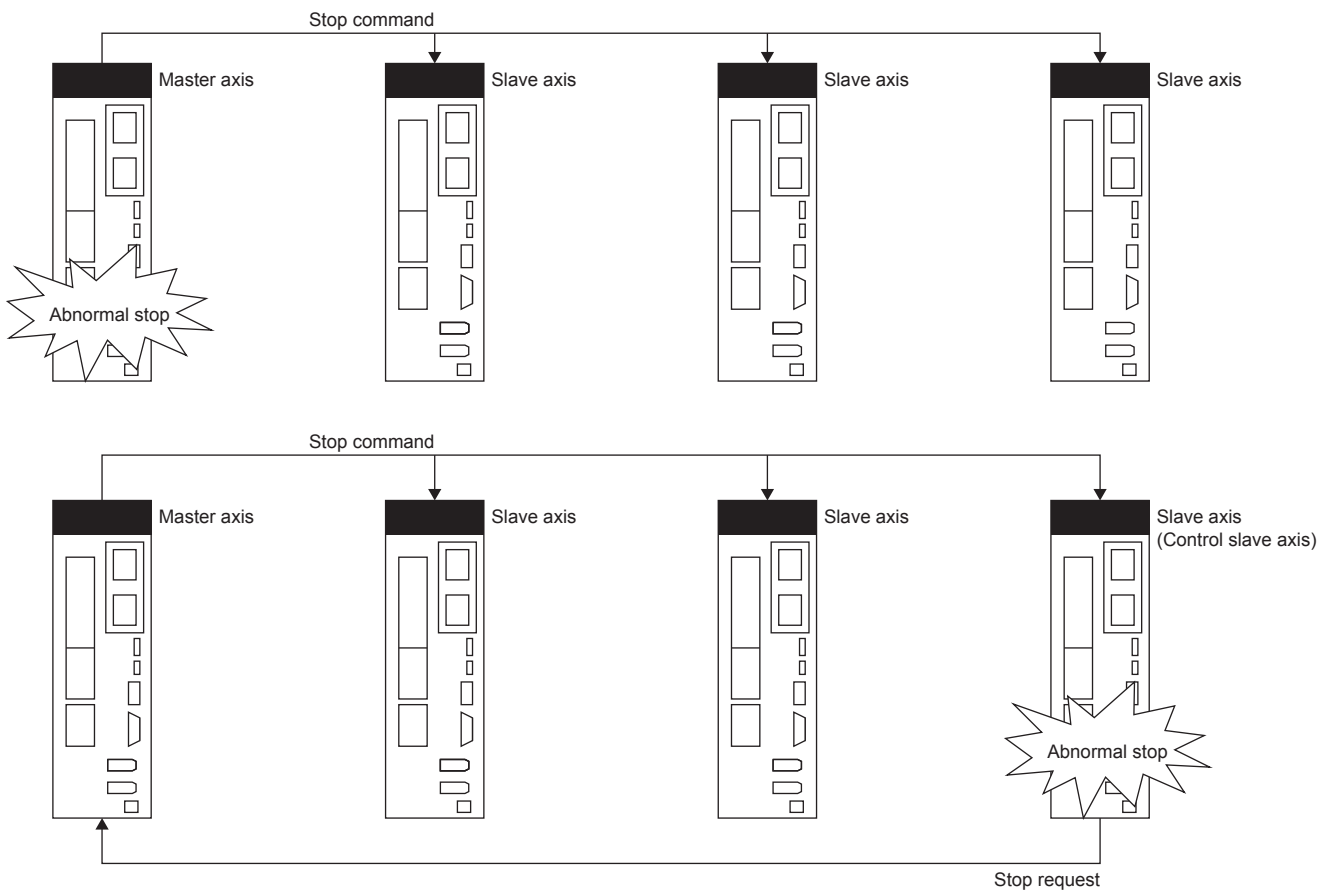 Stop command
Master axis
Slave axis
Slave axis
Slave axis
Abnormal stop
Stop command
Master axis
Slave axis
Slave axis
Slave axis
(Control slave axis)
Abnormal stop
Stop request